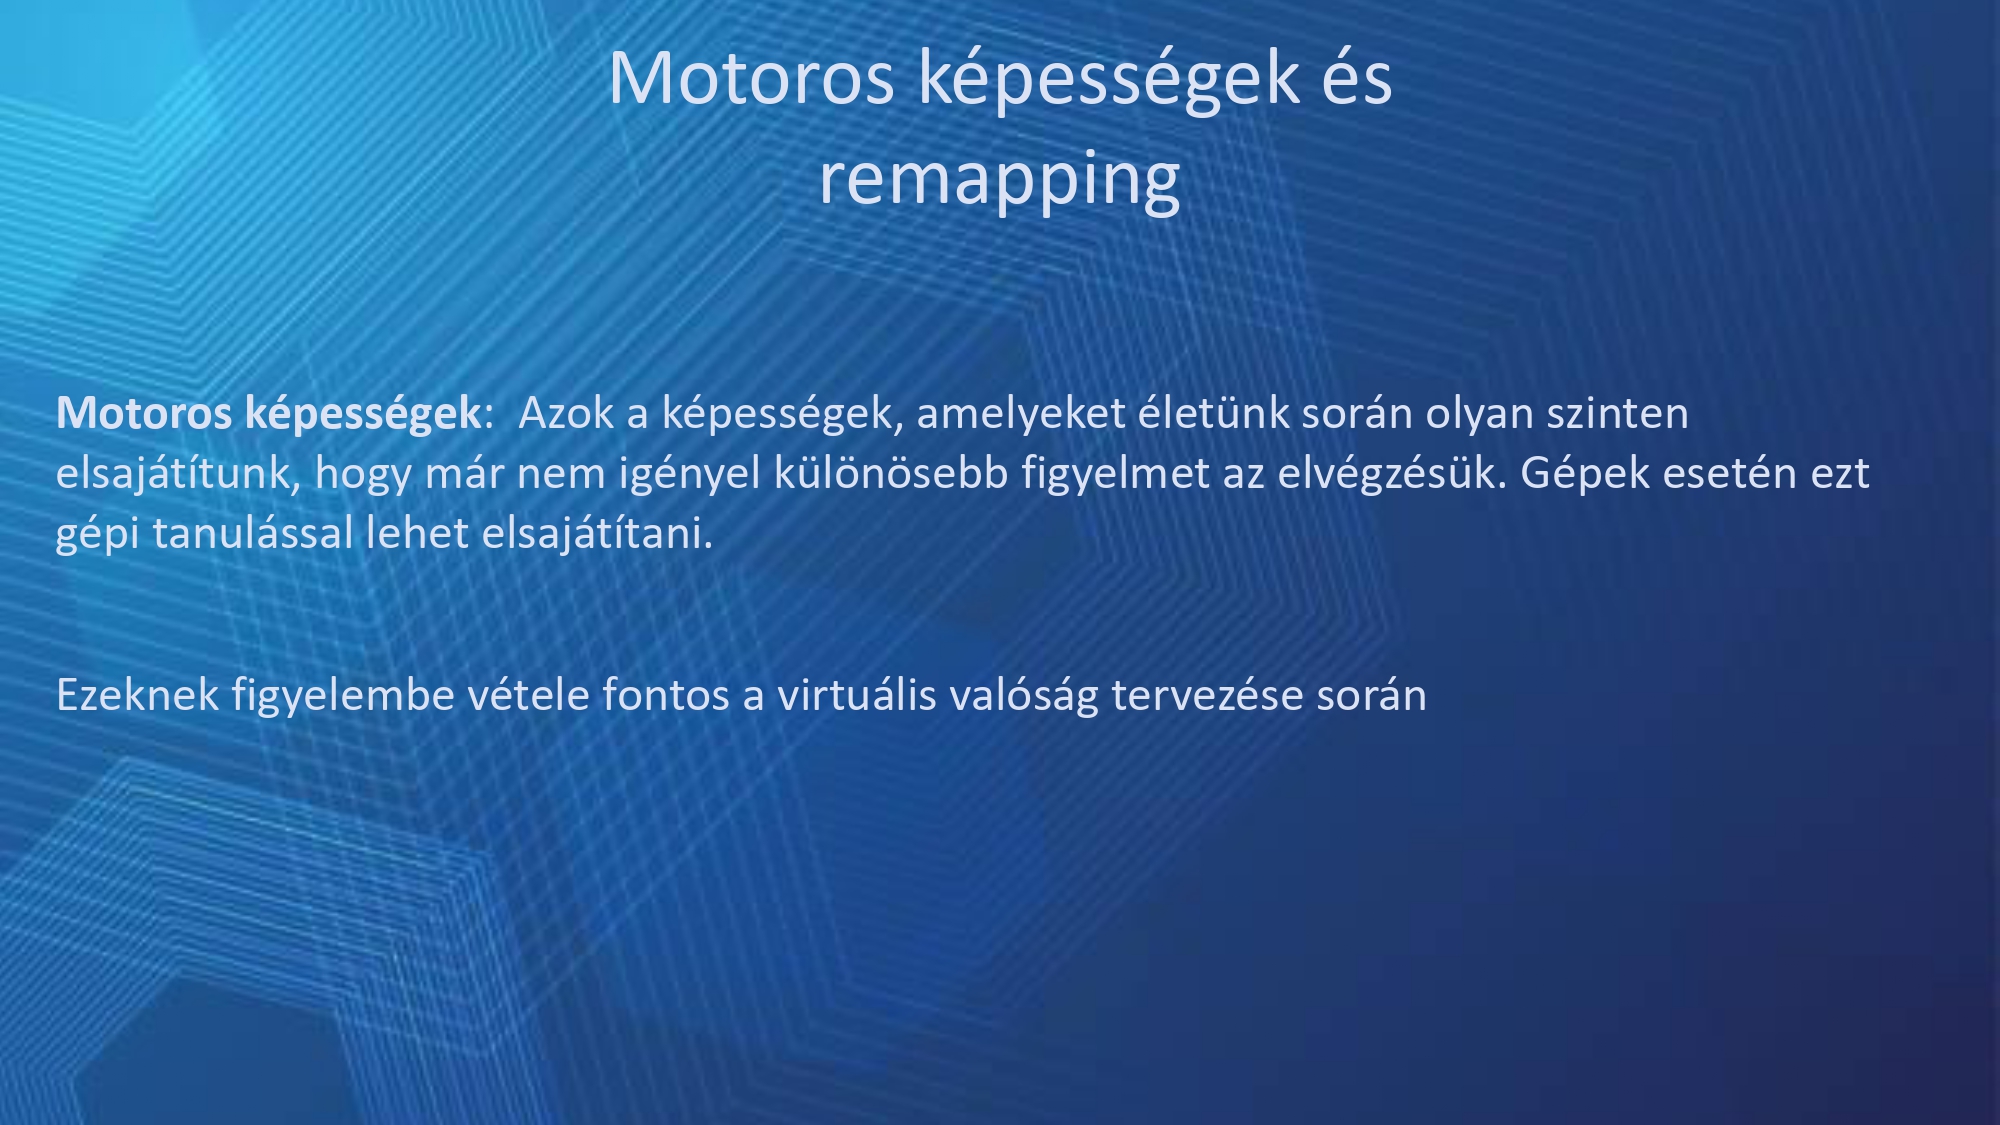 Motoros képességek és
remapping
Motoros képességek:  Azok a képességek, amelyeket életünk során olyan szinten
elsajátítunk, hogy már nem igényel különösebb figyelmet az elvégzésük. Gépek esetén ezt
gépi tanulással lehet elsajátítani.
Ezeknek figyelembe vétele fontos a virtuális valóság tervezése során